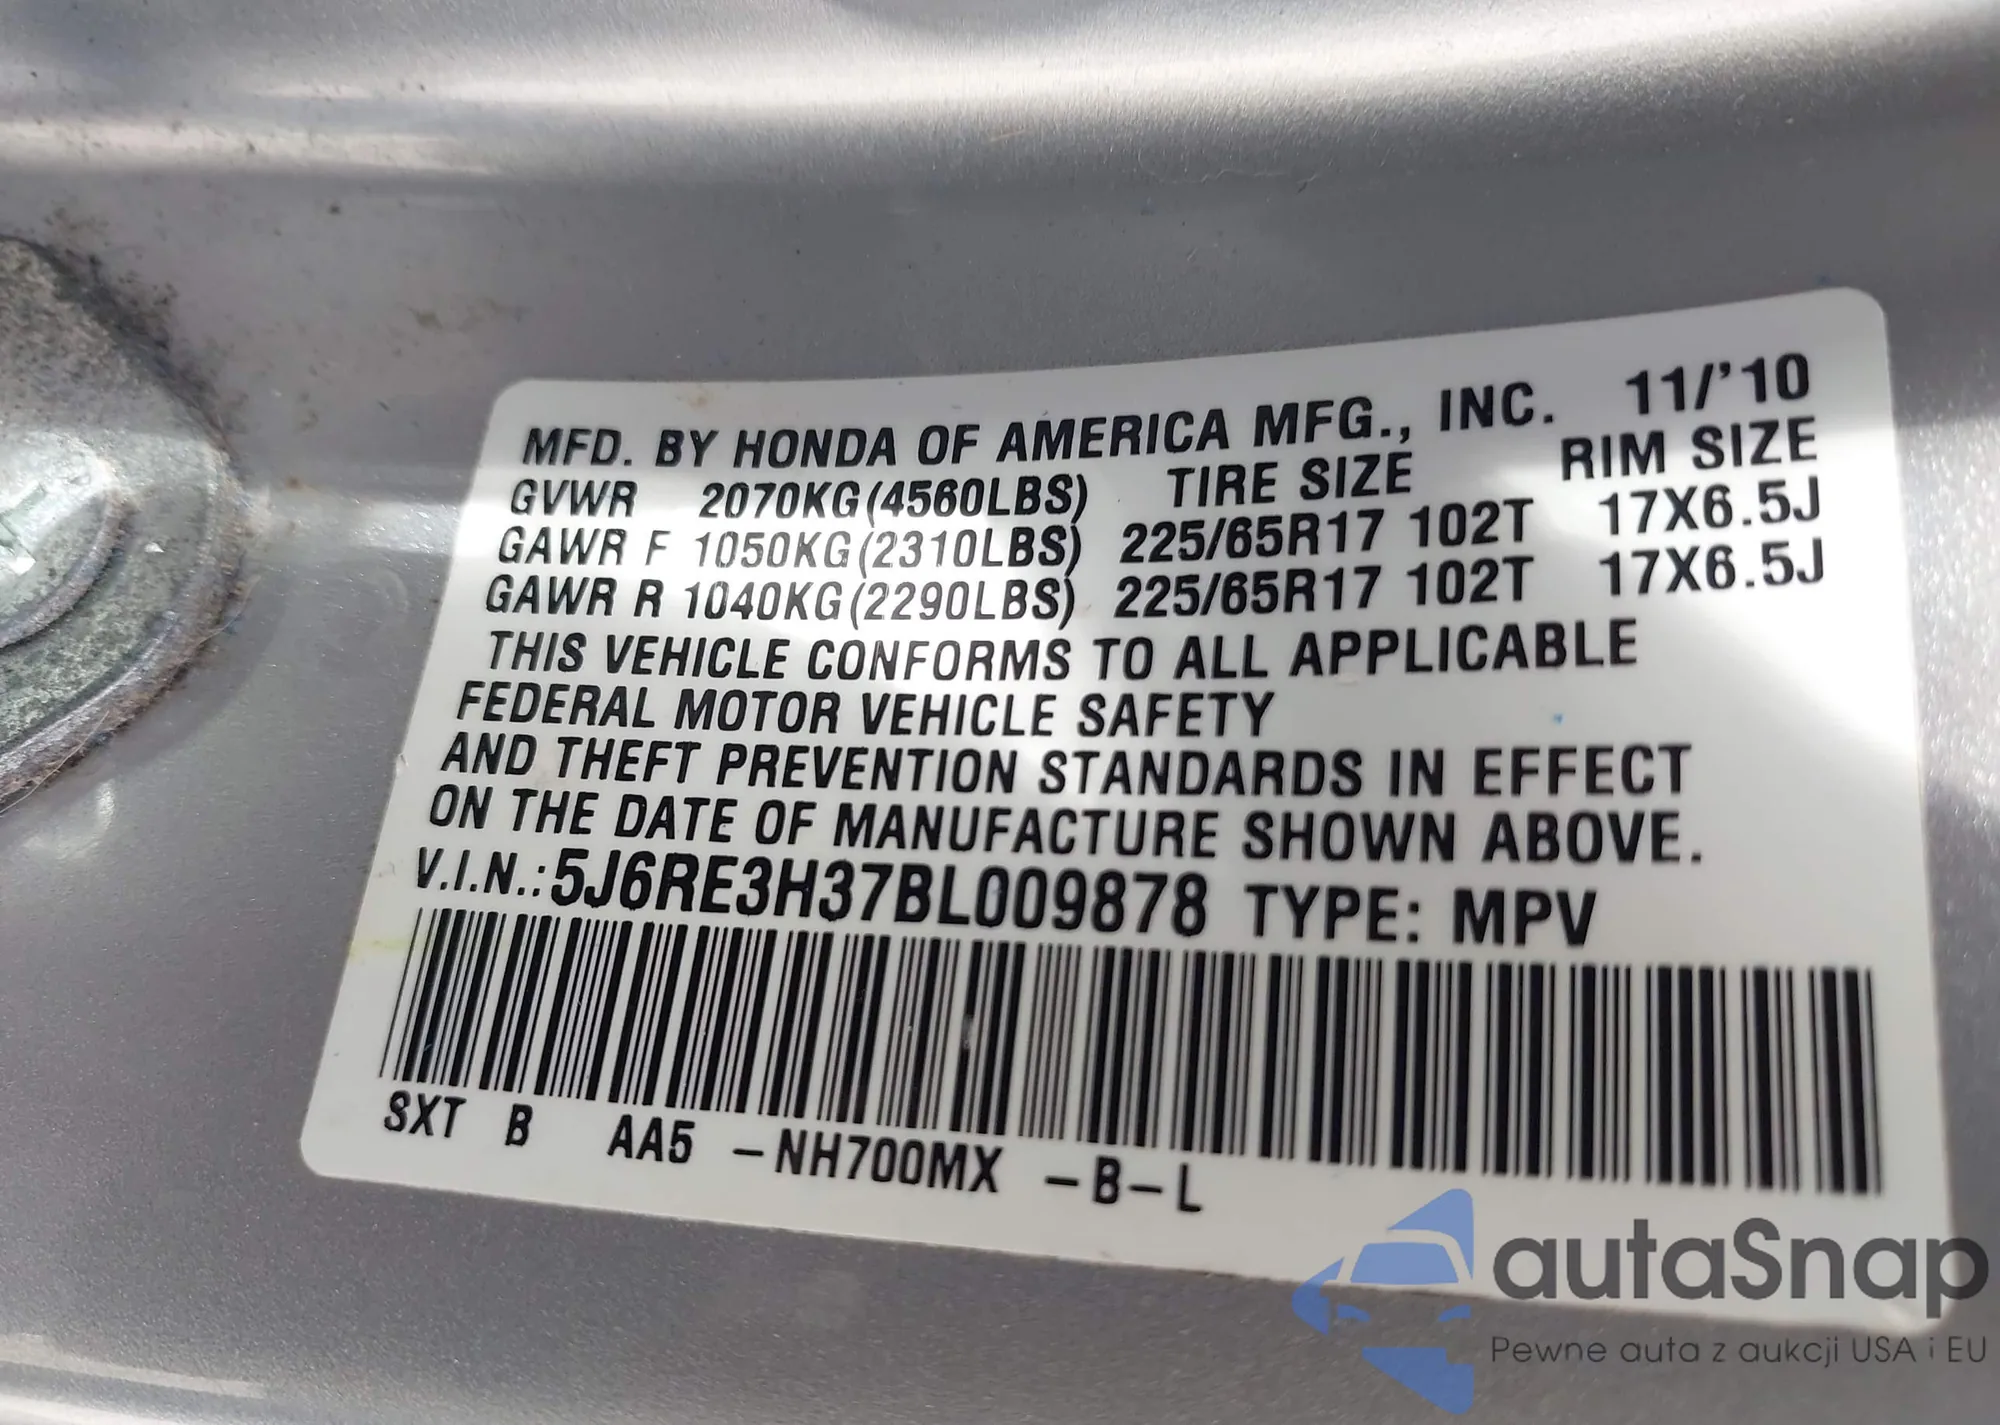 MFD. BY HONDA OF AMERICA MFG., INC. 11/'10
GVWR 2070KG(4560LBS) TIRE SIZE RIM SIZE
GAWR F 1050KG(2310LBS) 225/65R17 102T 17X6.5J
GAWR R 1040KG(2290LBS) 225/65R17 102T 17X6.5J
THIS VEHICLE CONFORMS TO ALL APPLICABLE
FEDERAL MOTOR VEHICLE SAFETY
AND THEFT PREVENTION STANDARDS IN EFFECT
ON THE DATE OF MANUFACTURE SHOWN ABOVE.
V.I.N.:5J6RE3H37BL009878 TYPE: MPV
SXT B AA5 -NH700MX -B-L
autaSnap
Pewne auta z aukcji USA i EU